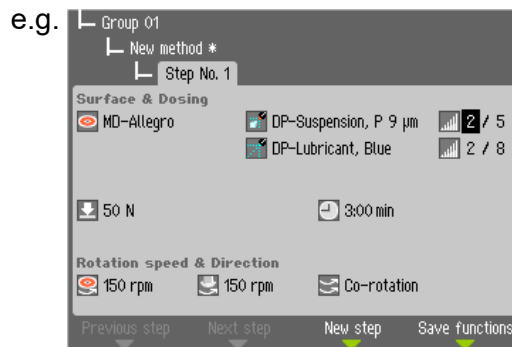 e.g.
Group 01
New method *
Step No. 1
Surface & Dosing
MD-Allegro DP-Suspension, P 9 µm 2 / 5
DP-Lubricant, Blue 2 / 8
50 N 3:00 min
Rotation speed & Direction
150 rpm 150 rpm Co-rotation
Previous step Next step New step Save functions